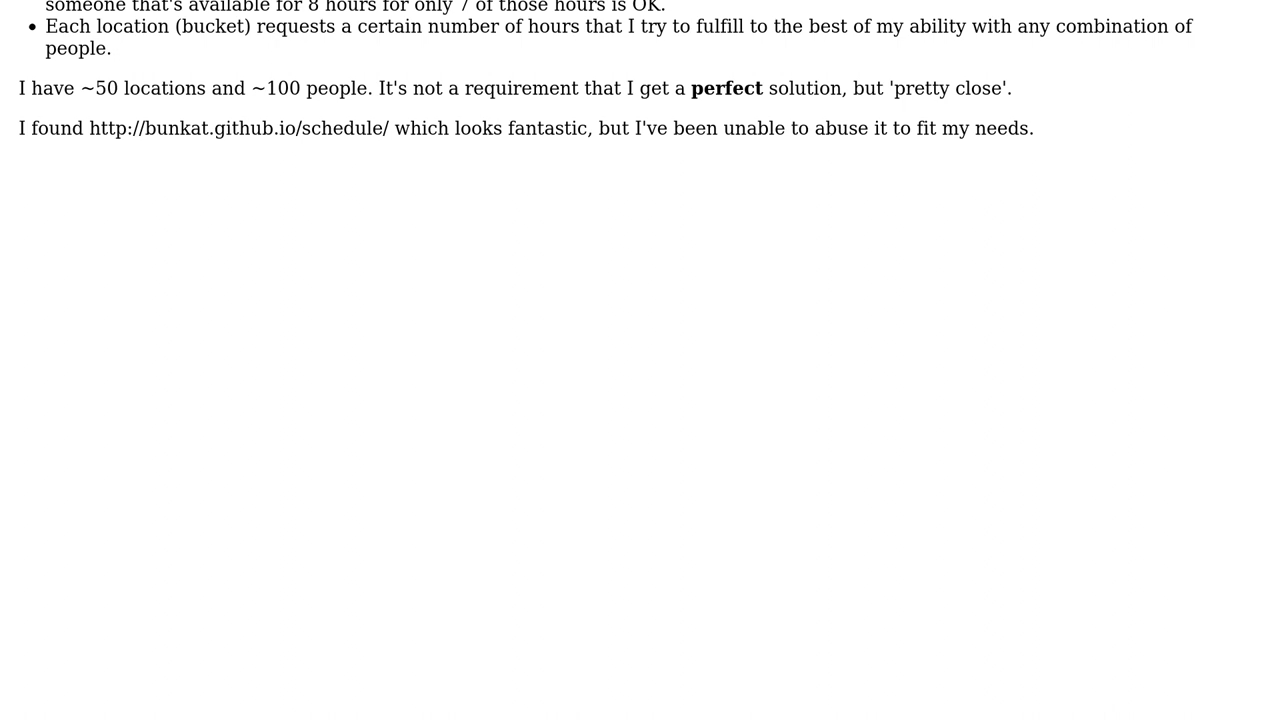 someone that's available for 8 hours for only 7 of those hours is OK.
• Each location (bucket) requests a certain number of hours that I try to fulfill to the best of my ability with any combination of
people.
I have ~50 locations and ~100 people. It's not a requirement that I get a perfect solution, but 'pretty close'.
I found http://bunkat.github.io/schedule/ which looks fantastic, but I've been unable to abuse it to fit my needs.